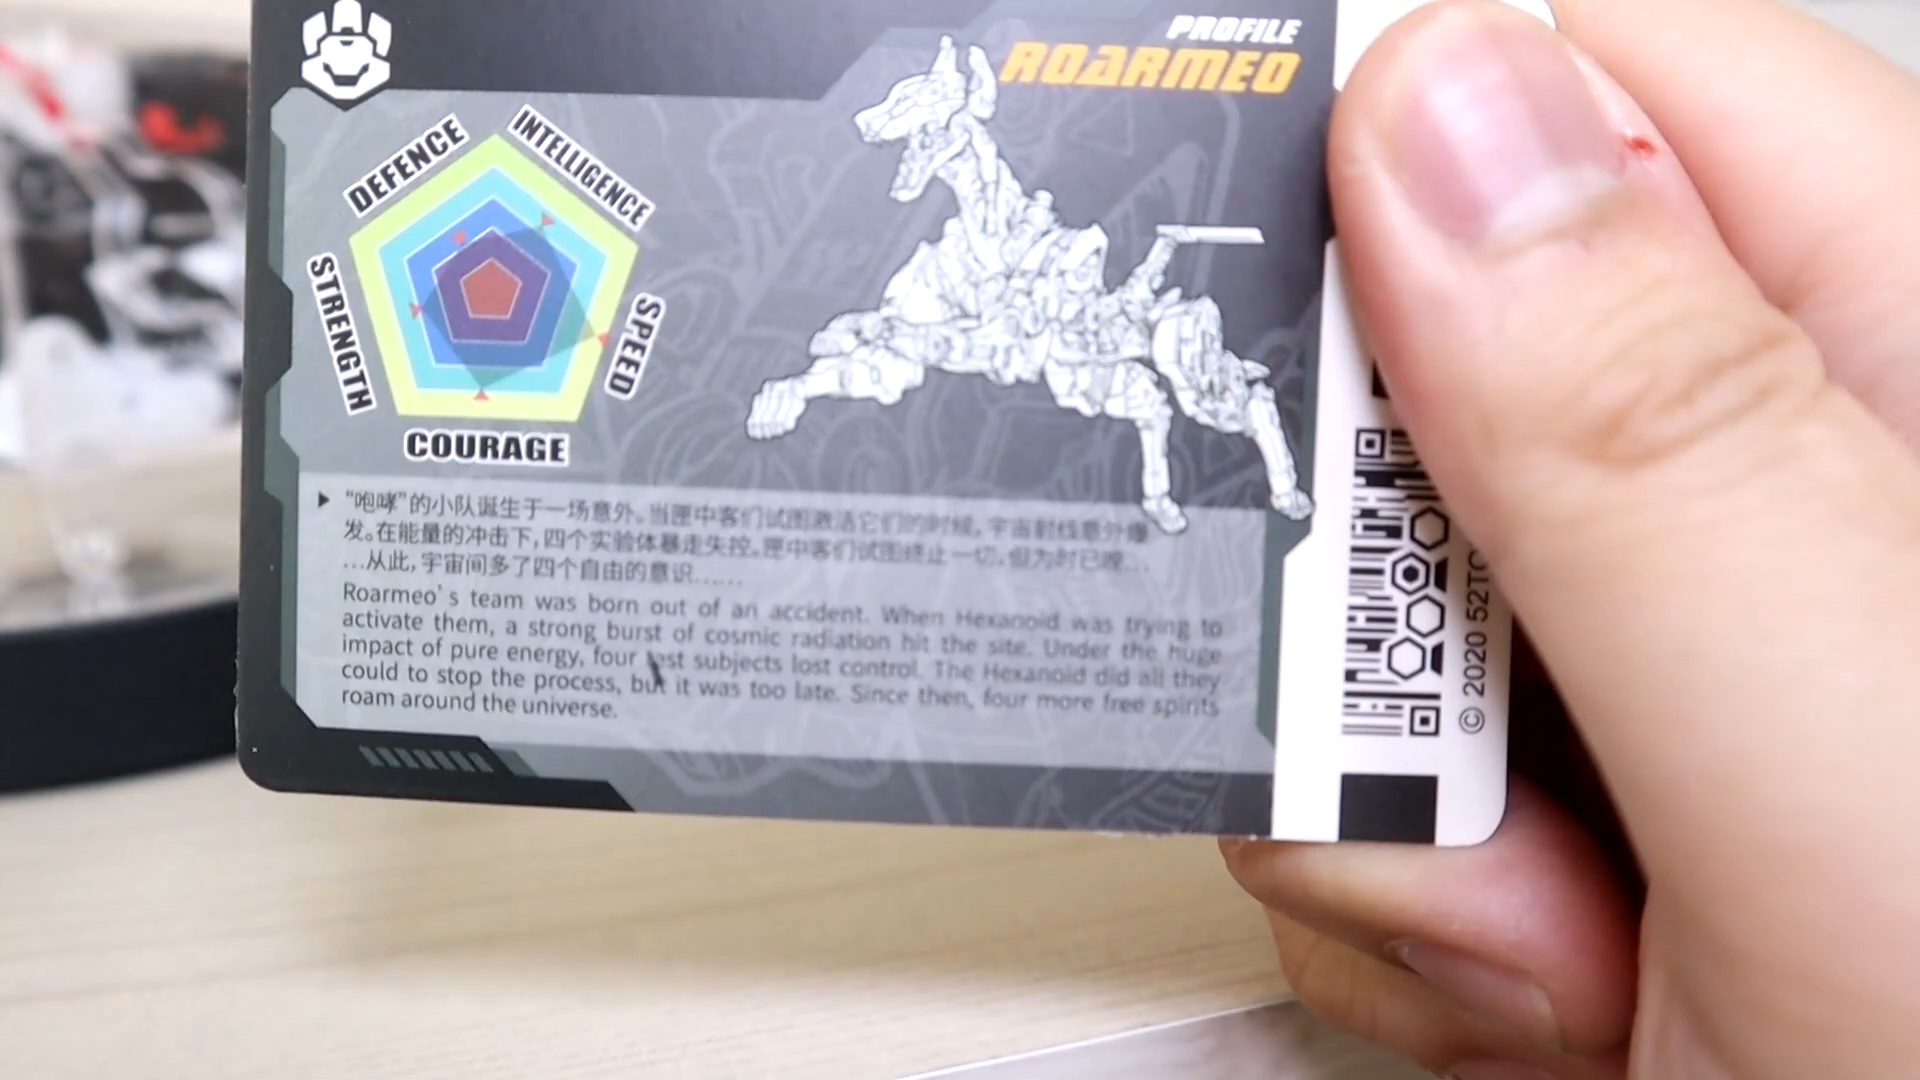 PROFILE
ROARMEO
DEFENCE
INTELLIGENCE
STRENGTH
SPEED
COURAGE
“咆哮”的小队诞生于一场意外。当匣中客们试图激活它们的时候，宇宙射线意外爆
发。在能量的冲击下，四个实验体暴走失控。匣中客们试图终止一切，但为时已晚…
…从此，宇宙间多了四个自由的意识……
Roarmeo's team was born out of an accident. When Hexanoid was trying to
activate them, a strong burst of cosmic radiation hit the site. Under the huge
impact of pure energy, four test subjects lost control. The Hexanoid did all they
could to stop the process, but it was too late. Since then, four more free spirits
roam around the universe.
© 2020 52TO